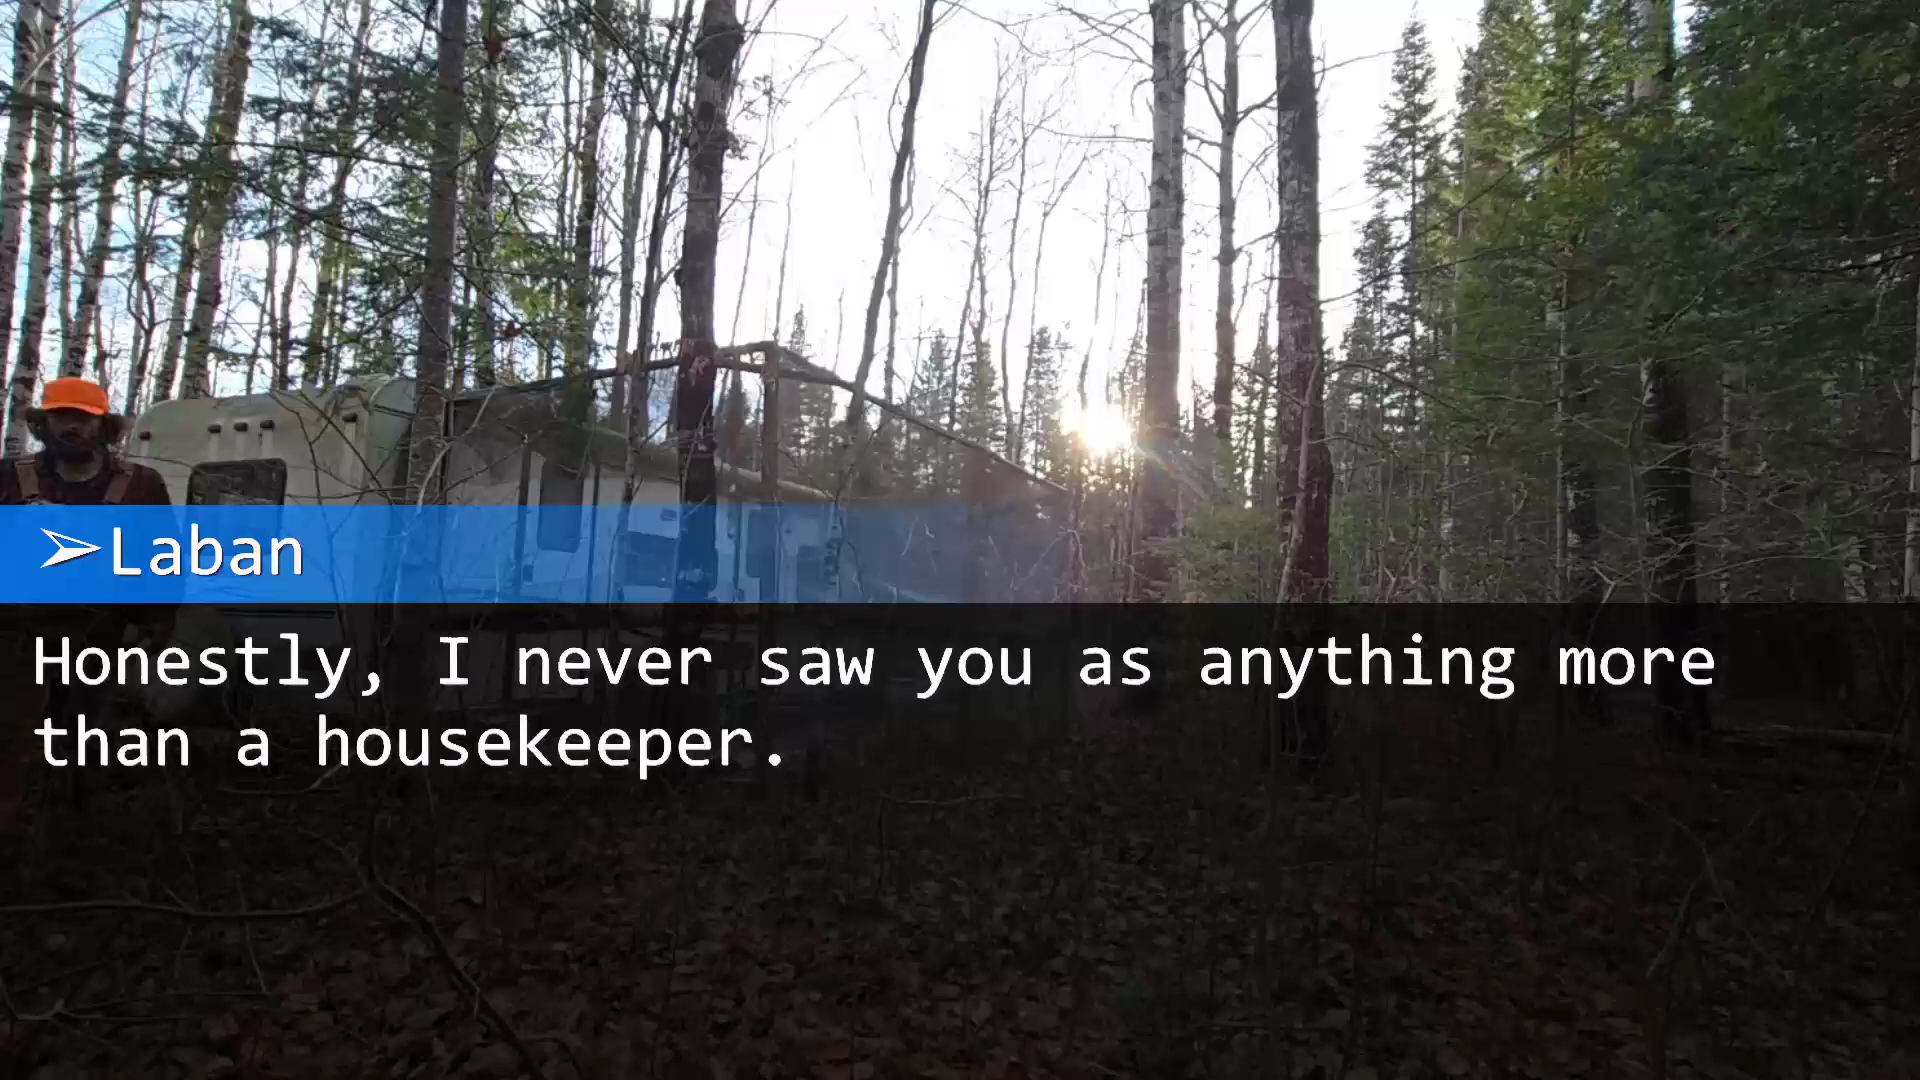 ➢Laban
Honestly, I never saw you as anything more
than a housekeeper.